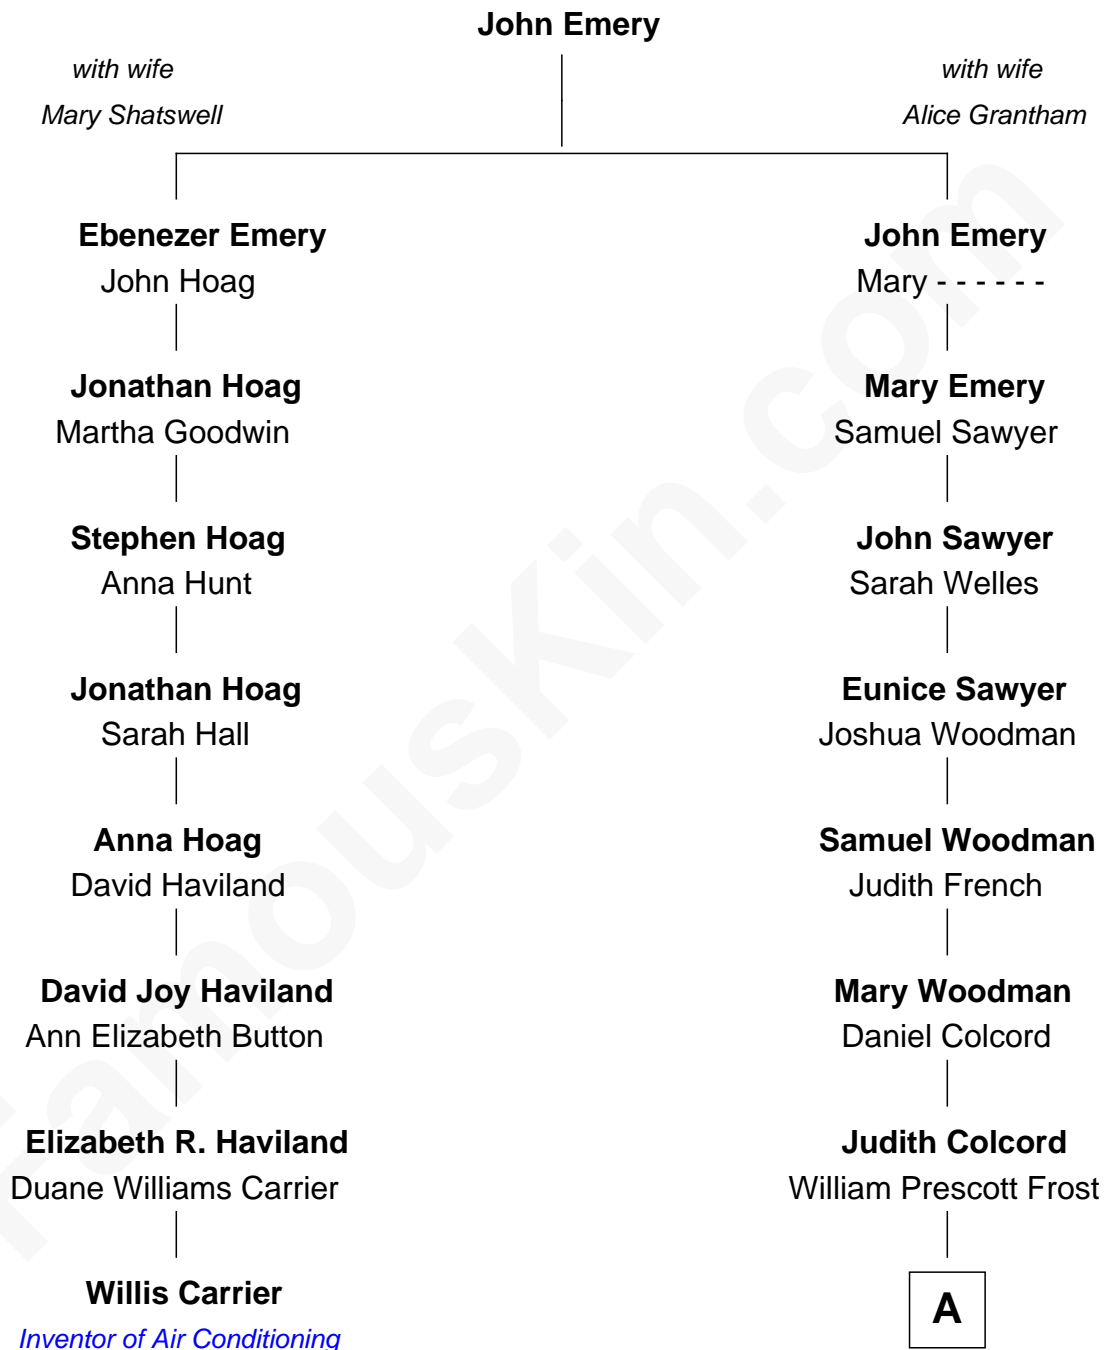 John Emery
with wife
Mary Shatswell
with wife
Alice Grantham
Ebenezer Emery
John Hoag
John Emery
Mary - - - - - -
Jonathan Hoag
Martha Goodwin
Mary Emery
Samuel Sawyer
Stephen Hoag
Anna Hunt
John Sawyer
Sarah Welles
Jonathan Hoag
Sarah Hall
Eunice Sawyer
Joshua Woodman
Anna Hoag
David Haviland
Samuel Woodman
Judith French
David Joy Haviland
Ann Elizabeth Button
Mary Woodman
Daniel Colcord
Elizabeth R. Haviland
Duane Williams Carrier
Judith Colcord
William Prescott Frost
Willis Carrier
Inventor of Air Conditioning
A
FamousKin.com